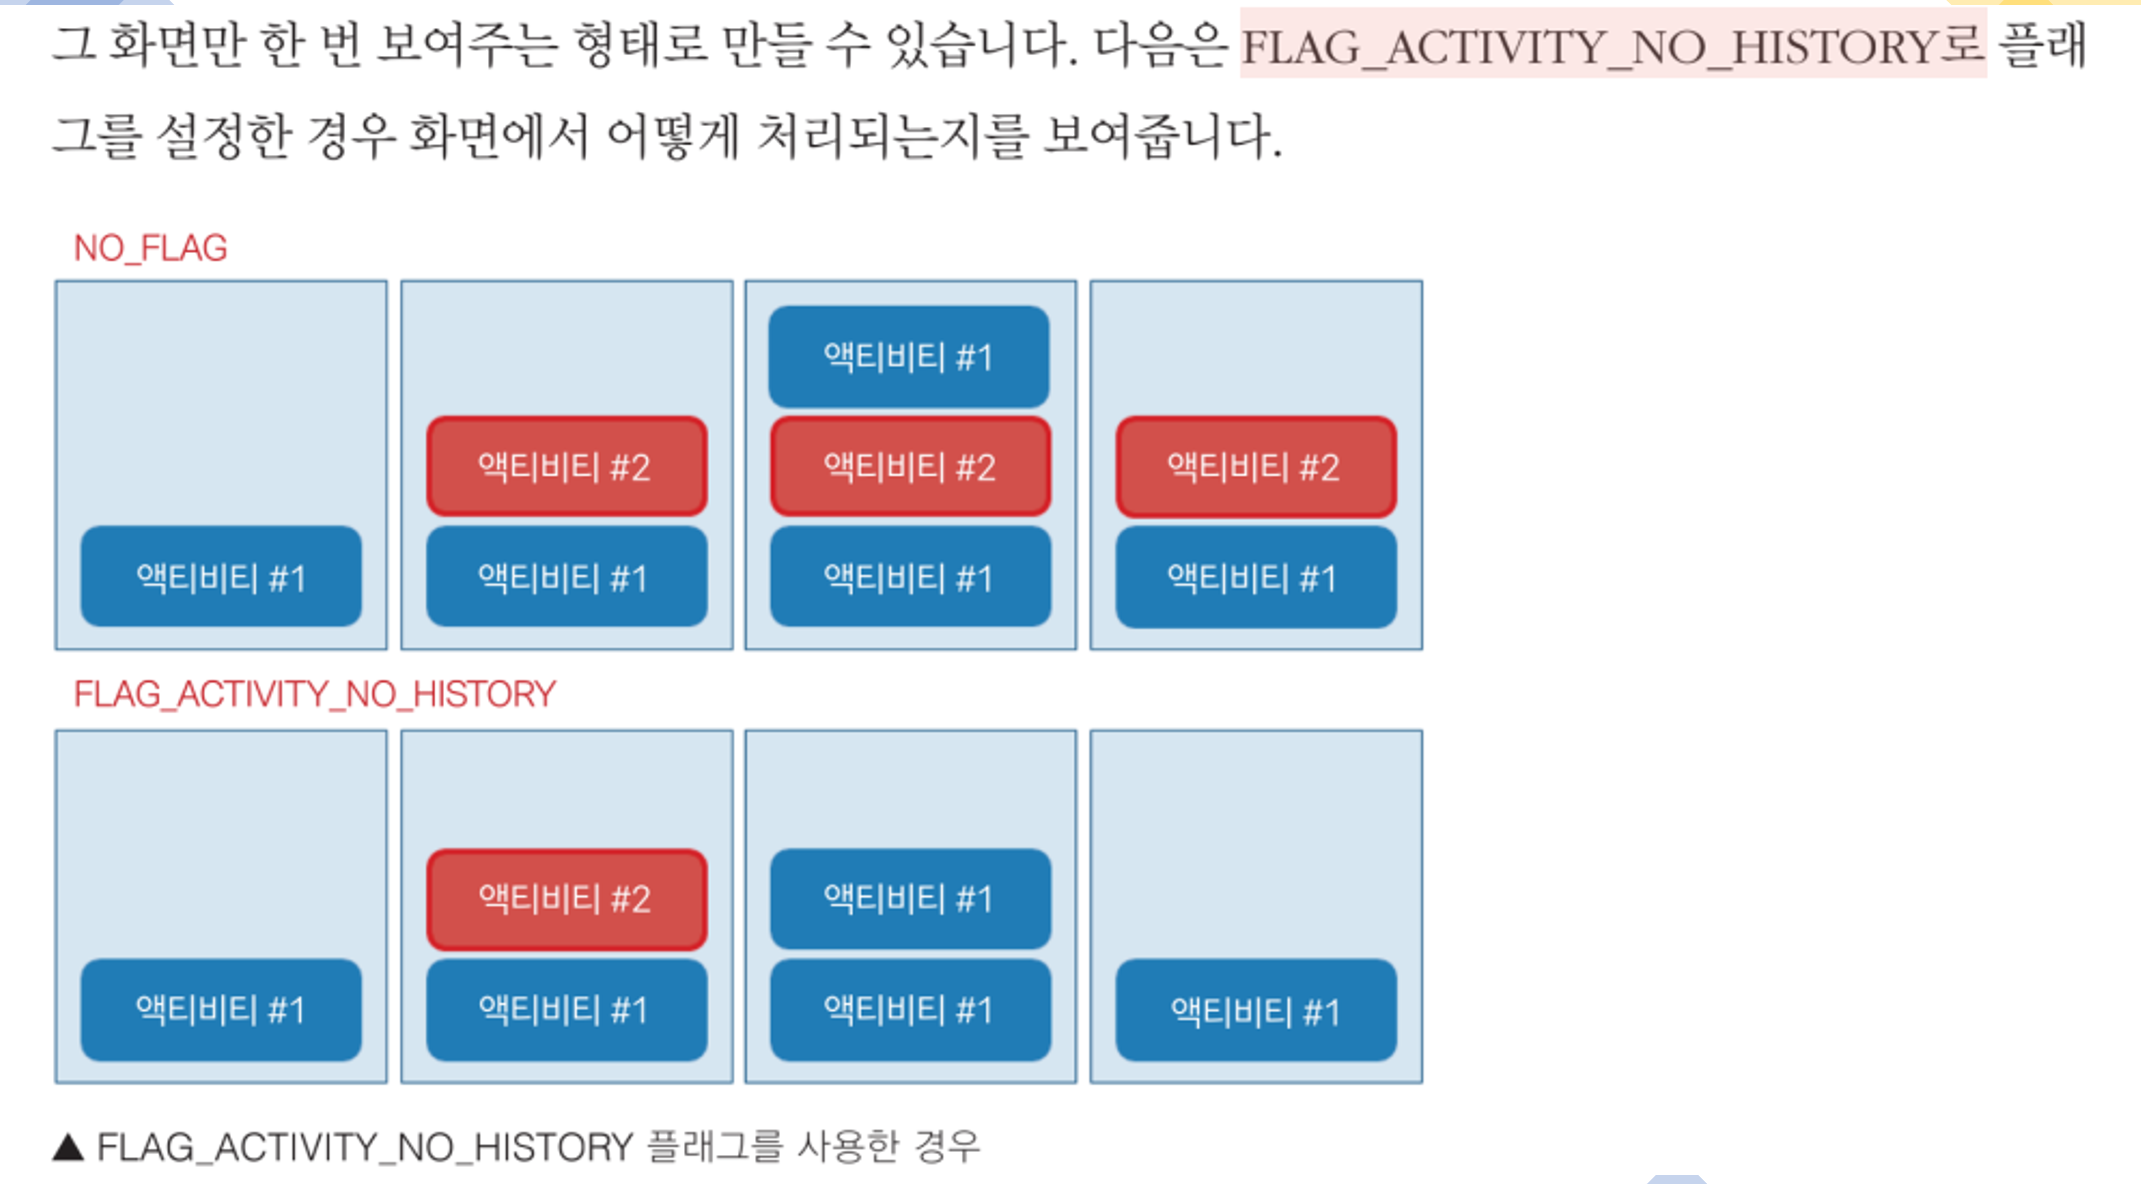 그 화면만 한 번 보여주는 형태로 만들 수 있습니다. 다음은 FLAG_ACTIVITY_NO_HISTORY로 플래
그를 설정한 경우 화면에서 어떻게 처리되는지를 보여줍니다.
NO_FLAG
액티비티 #1
액티비티 #2
액티비티 #1
액티비티 #1
액티비티 #2
액티비티 #1
액티비티 #2
액티비티 #1
FLAG_ACTIVITY_NO_HISTORY
액티비티 #1
액티비티 #2
액티비티 #1
액티비티 #1
액티비티 #1
액티비티 #1
▲ FLAG_ACTIVITY_NO_HISTORY 플래그를 사용한 경우